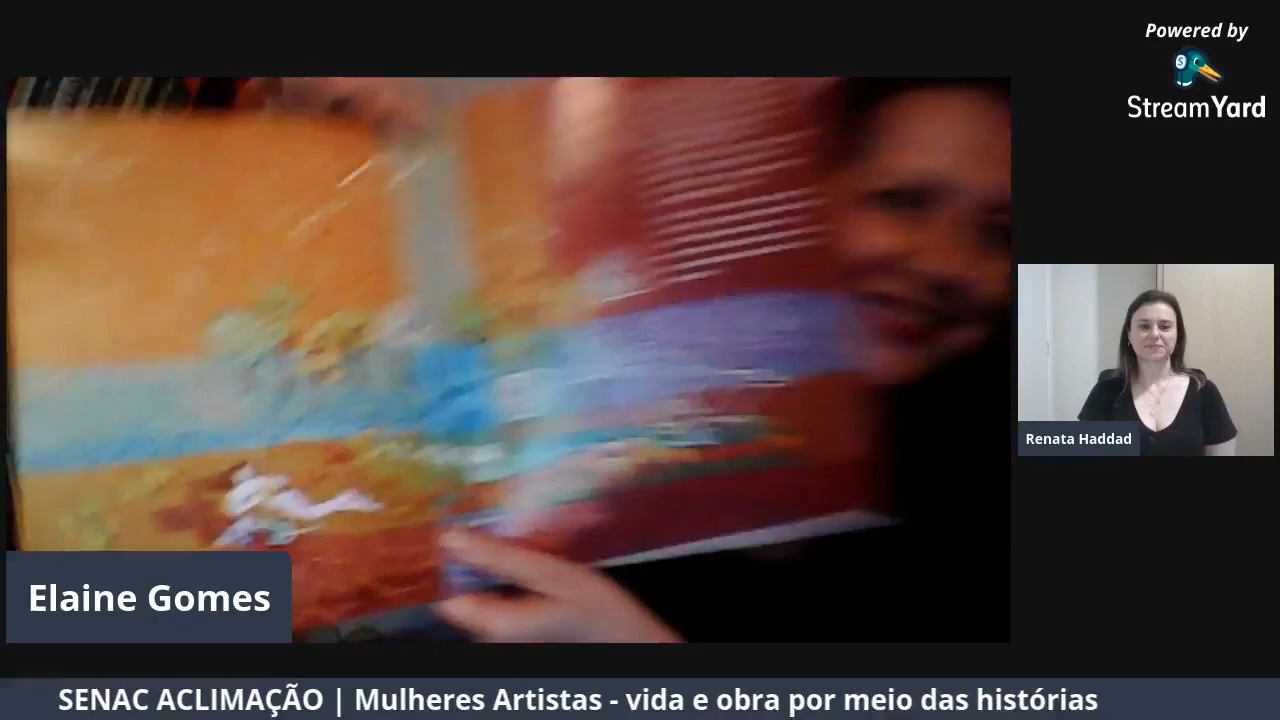 Powered by
StreamYard
Renata Haddad
Elaine Gomes
SENAC ACLIMAÇÃO | Mulheres Artistas - vida e obra por meio das histórias